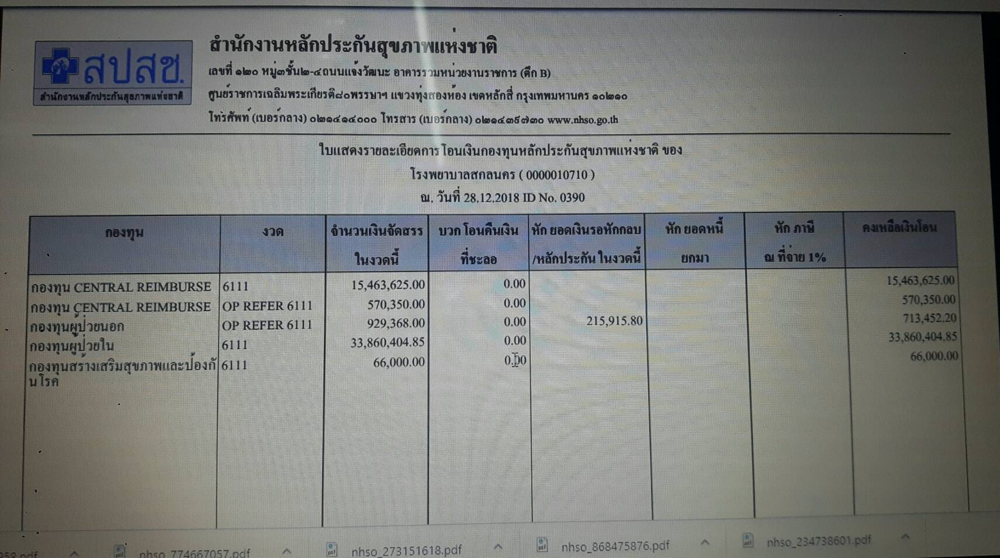 สปสช.
สำนักงานหลักประกันสุขภาพแห่งชาติ
สำนักงานหลักประกันสุขภาพแห่งชาติ
เลขที่ ๑๒๐ หมู่๓ชั้น๒-๔ถนนแจ้งวัฒนะ อาคารรวมหน่วยงานราชการ (ตึก B)
ศูนย์ราชการเฉลิมพระเกียรติ๘๐พรรษาฯ แขวงทุ่งสองห้อง เขตหลักสี่ กรุงเทพมหานคร ๑๐๒๑๐
โทรศัพท์ (เบอร์กลาง) ๐๒๑๔๑๔๐๐๐ โทรสาร (เบอร์กลาง) ๐๒๑๔๓๙๗๓๐ www.nhso.go.th
ใบแสดงรายละเอียดการโอนเงินกองทุนหลักประกันสุขภาพแห่งชาติ ของ
โรงพยาบาลสกลนคร ( 0000010710 )
ณ. วันที่ 28.12.2018 ID No. 0390
กองทุน งวด จำนวนเงินจัดสรร บวก โอนคืนเงิน หัก ยอดเงินรอหักกลบ หัก ยอดหนี้ หัก ภาษี คงเหลือเงินโอน
ในงวดนี้ ที่ชะลอ /หลักประกัน ในงวดนี้ ยกมา ณ ที่จ่าย 1%
กองทุน CENTRAL REIMBURSE 6111 15,463,625.00 0.00 15,463,625.00
กองทุน CENTRAL REIMBURSE OP REFER 6111 570,350.00 0.00 570,350.00
กองทุนผู้ป่วยนอก OP REFER 6111 929,368.00 0.00 215,915.80 713,452.20
กองทุนผู้ป่วยใน 6111 33,860,404.85 0.00 33,860,404.85
กองทุนสร้างเสริมสุขภาพและป้องกั 6111 66,000.00 0.00 66,000.00
นโรค
nhso_774667057.pdf nhso_273151618.pdf nhso_868475876.pdf nhso_234738601.pdf